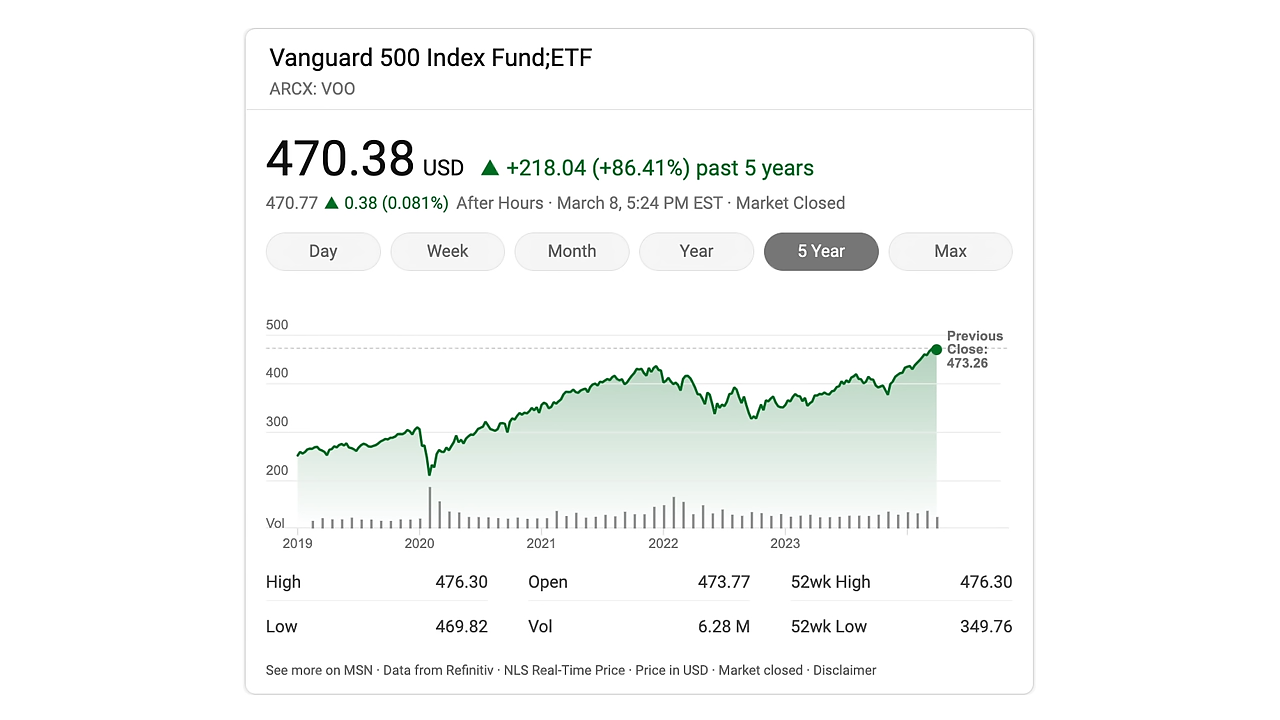 Vanguard 500 Index Fund;ETF
ARCX: VOO
470.38 USD ▲ +218.04 (+86.41%) past 5 years
470.77 ▲ 0.38 (0.081%) After Hours · March 8, 5:24 PM EST · Market Closed
Day Week Month Year 5 Year Max
500
Previous
Close:
473.26
400
300
200
Vol
2019 2020 2021 2022 2023
High 476.30 Open 473.77 52wk High 476.30
Low 469.82 Vol 6.28 M 52wk Low 349.76
See more on MSN · Data from Refinitiv · NLS Real-Time Price · Price in USD · Market closed · Disclaimer